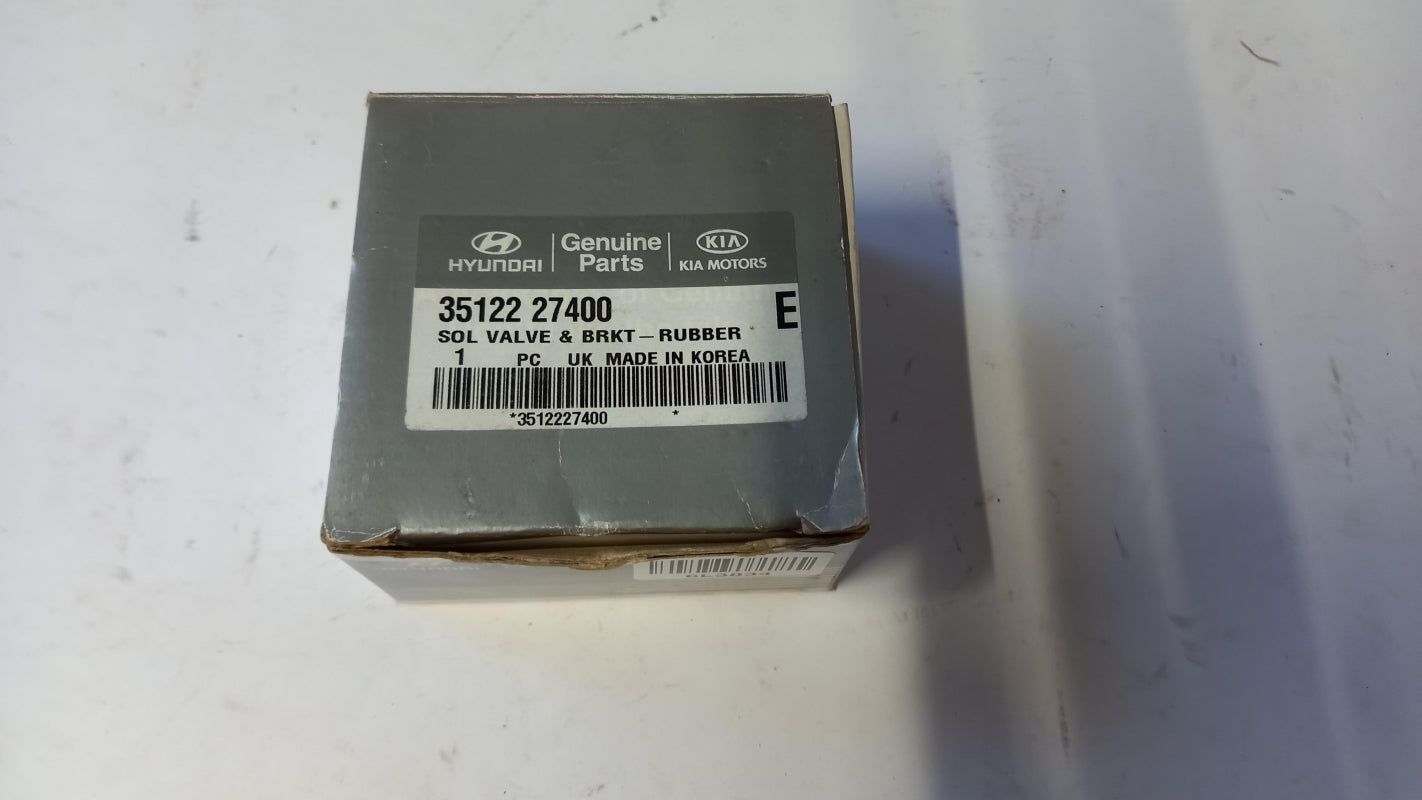 HYUNDAI
Genuine
Parts
KIA
KIA MOTORS
35122 27400
E
SOL VALVE & BRKT – RUBBER
1 PC UK MADE IN KOREA
*3512227400 *
HYUNDAI